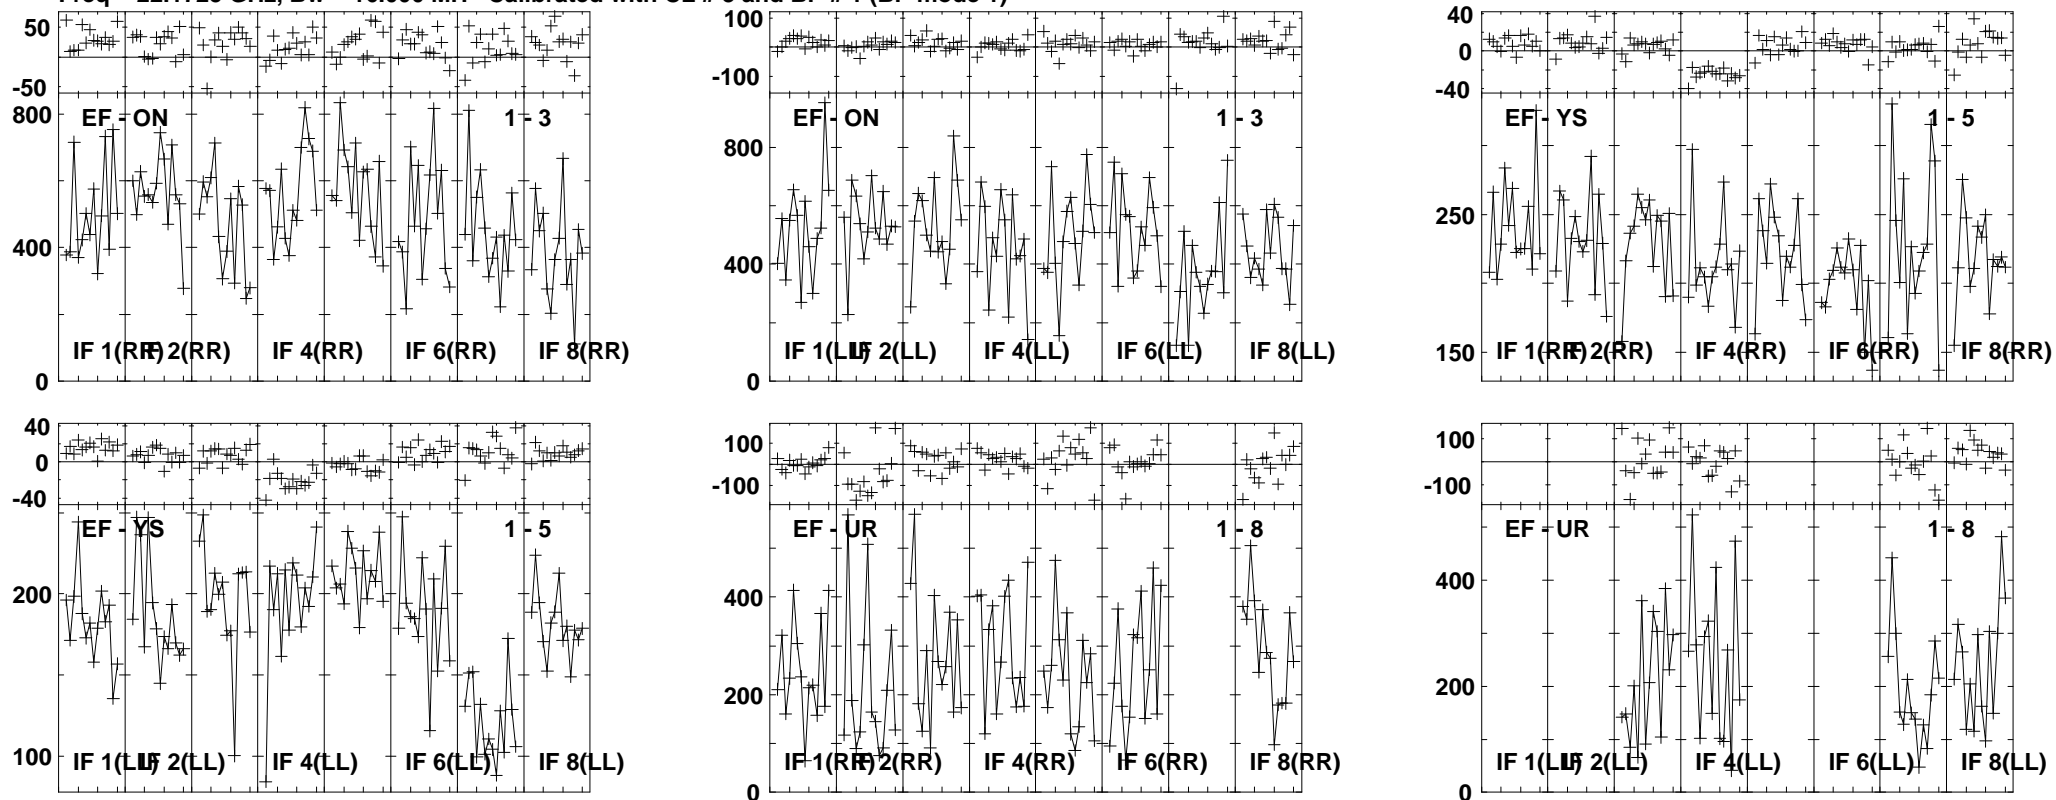 50
-50
800
400
0
EF - ON
1 - 3
IF 1(RR)
IF 2(RR)
IF 4(RR)
IF 6(RR)
IF 8(RR)
100
-100
800
400
0
EF - ON
1 - 3
IF 1(LL)
IF 2(LL)
IF 4(LL)
IF 6(LL)
IF 8(LL)
40
0
-40
250
150
EF - YS
1 - 5
IF 1(RR)
IF 2(RR)
IF 4(RR)
IF 6(RR)
IF 8(RR)
40
0
-40
200
100
EF - YS
1 - 5
IF 1(LL)
IF 2(LL)
IF 4(LL)
IF 6(LL)
IF 8(LL)
100
-100
400
200
0
EF - UR
1 - 8
IF 1(RR)
IF 2(RR)
IF 4(RR)
IF 6(RR)
IF 8(RR)
100
-100
400
200
0
EF - UR
1 - 8
IF 1(LL)
IF 2(LL)
IF 4(LL)
IF 6(LL)
IF 8(LL)